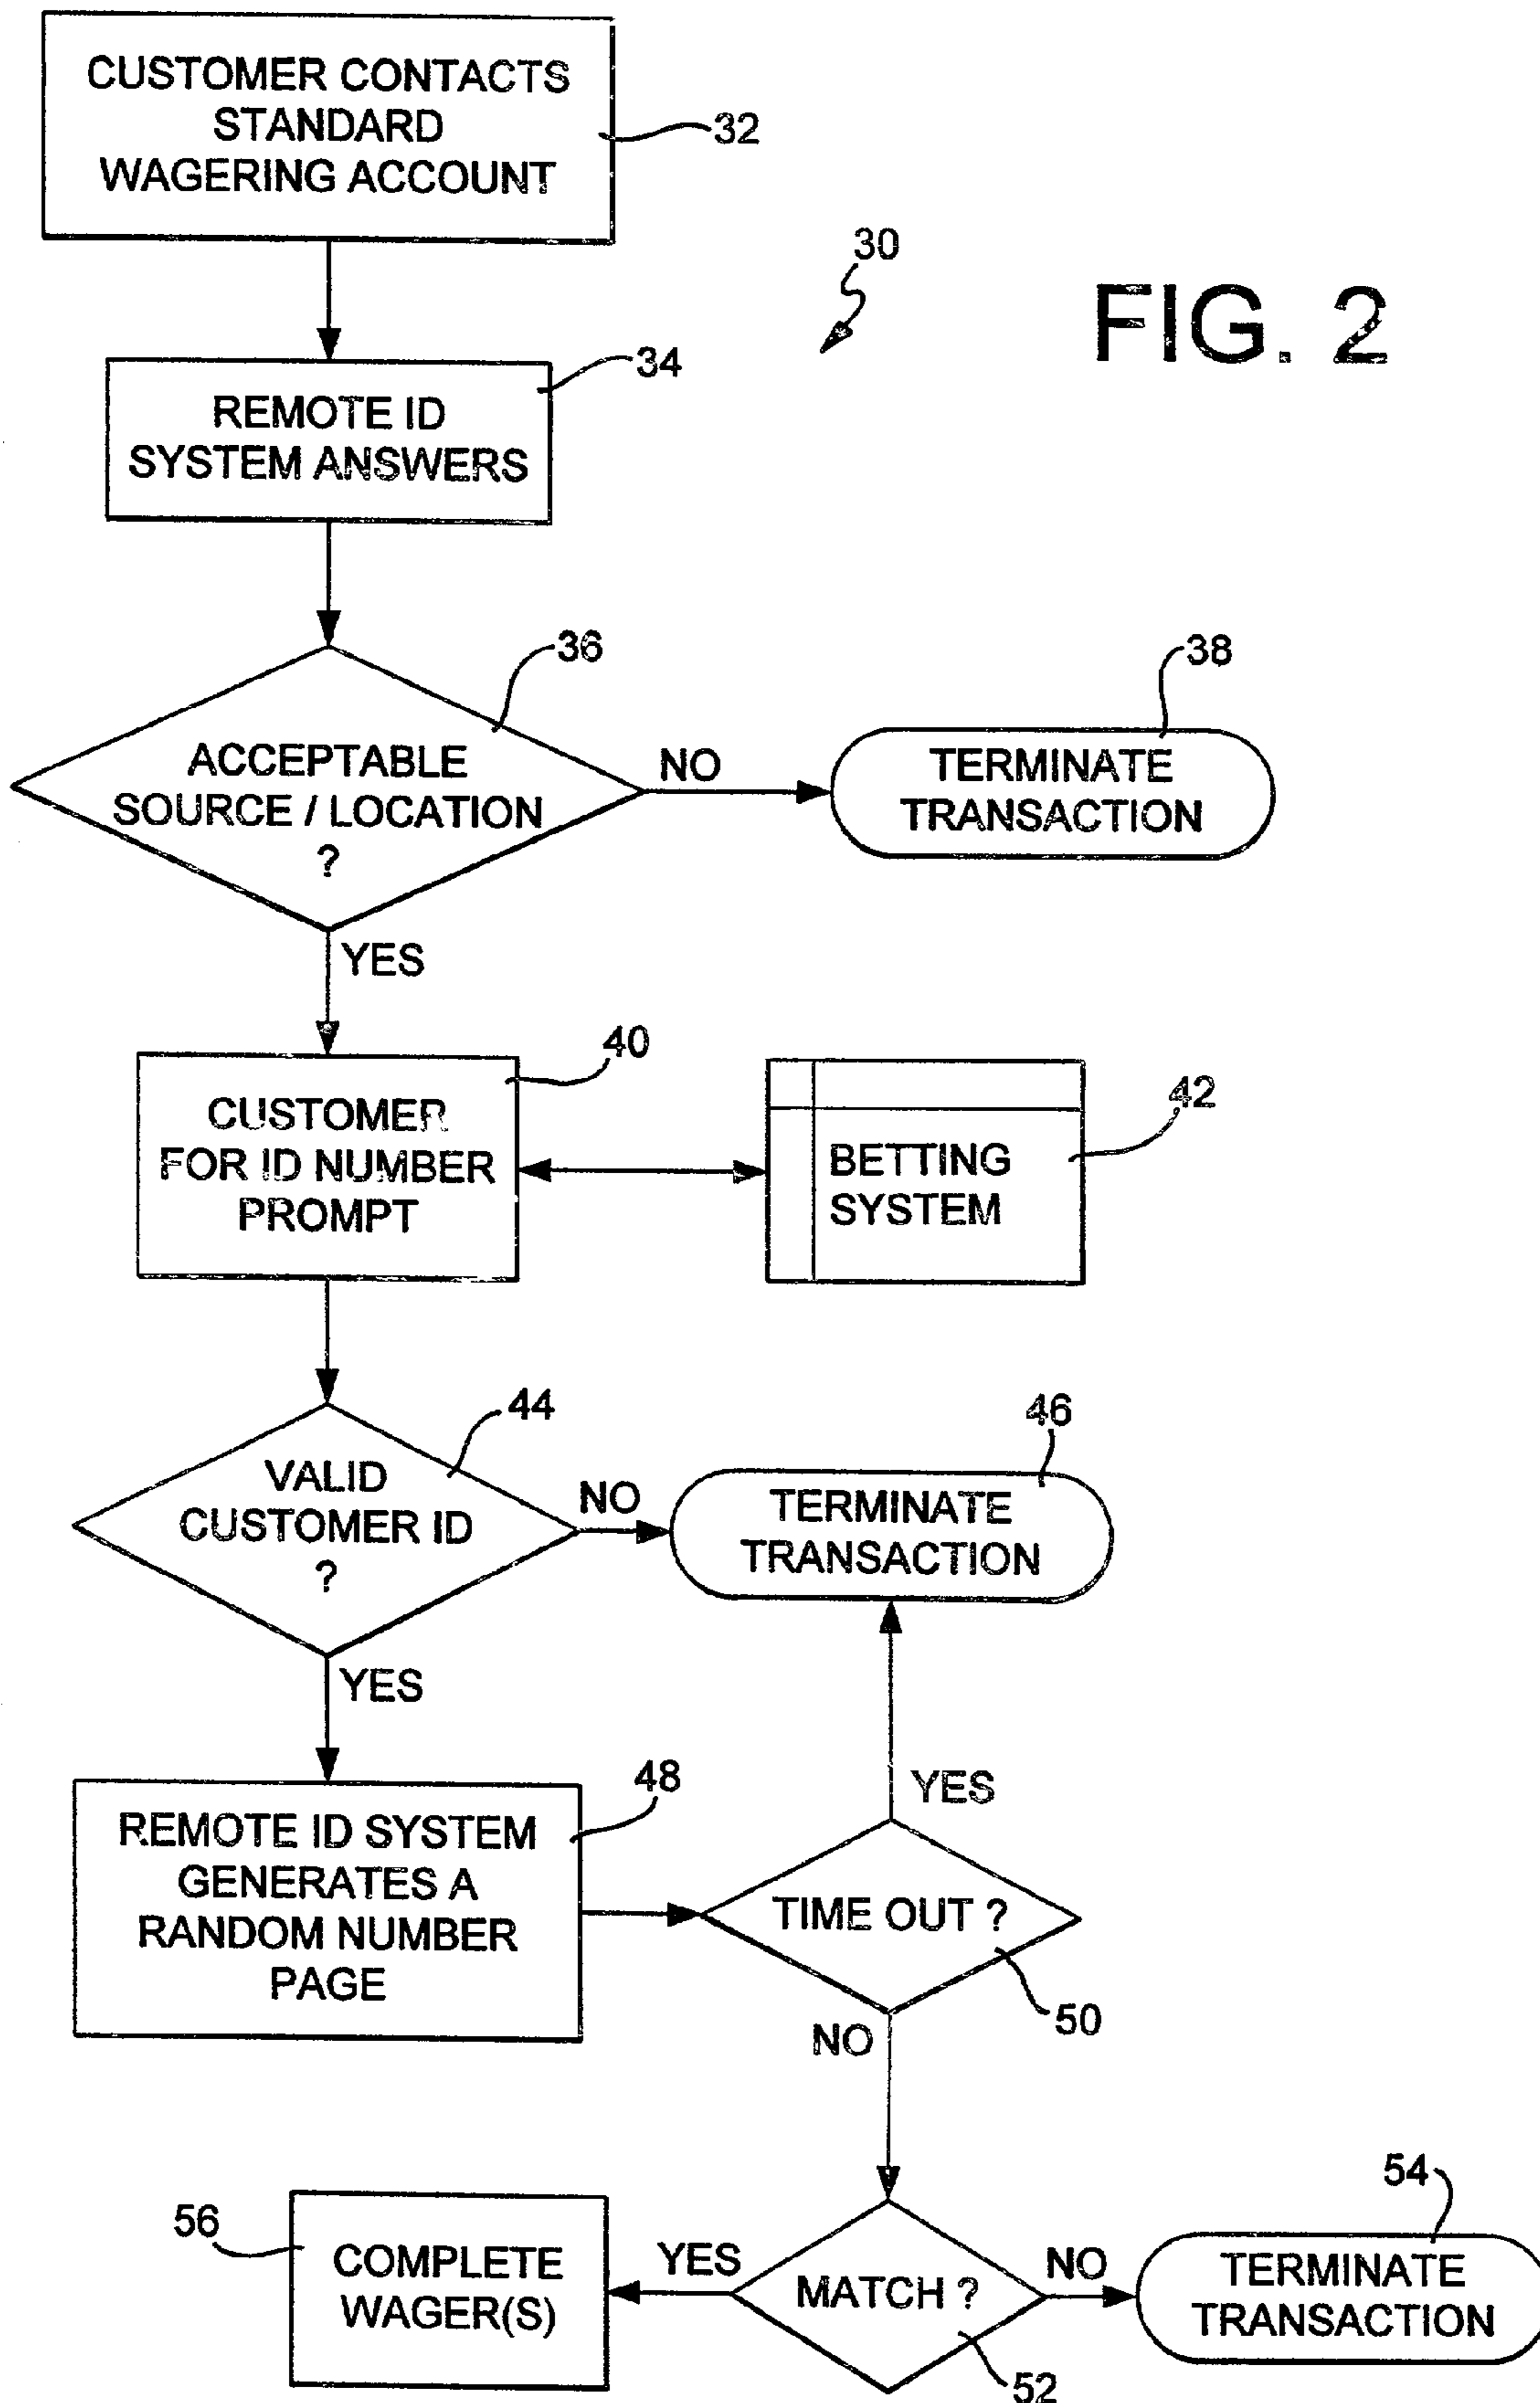 CUSTOMER CONTACTS
STANDARD
WAGERING ACCOUNT
32
30
FIG. 2
34
REMOTE ID
SYSTEM ANSWERS
36
38
ACCEPTABLE
SOURCE / LOCATION
?
NO
TERMINATE
TRANSACTION
YES
40
CUSTOMER
FOR ID NUMBER
PROMPT
42
BETTING
SYSTEM
44
46
VALID
CUSTOMER ID
?
NO
TERMINATE
TRANSACTION
YES
48
REMOTE ID SYSTEM
GENERATES A
RANDOM NUMBER
PAGE
YES
TIME OUT ?
50
NO
54
56
COMPLETE
WAGER(S)
YES
MATCH ?
NO
TERMINATE
TRANSACTION
52